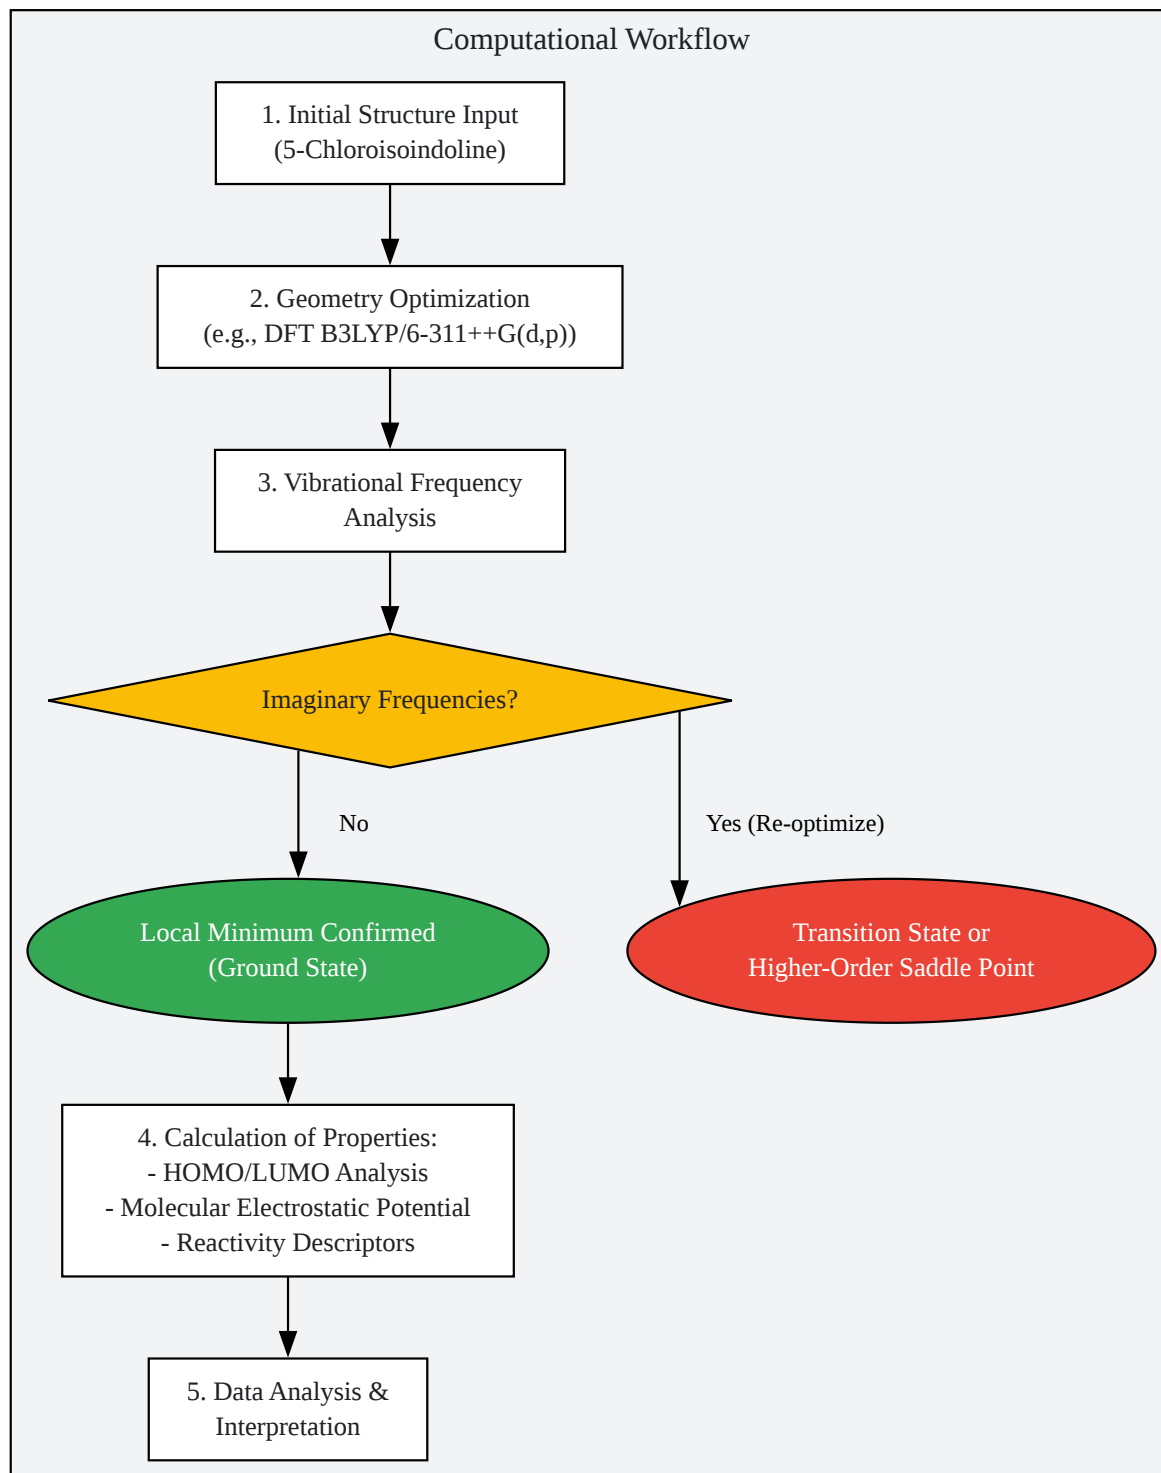 Computational Workflow
1. Initial Structure Input
(5-Chloroisoindoline)
2. Geometry Optimization
(e.g., DFT B3LYP/6-311++G(d,p))
3. Vibrational Frequency
Analysis
Imaginary Frequencies?
No
Yes (Re-optimize)
Local Minimum Confirmed
(Ground State)
Transition State or
Higher-Order Saddle Point
4. Calculation of Properties:
- HOMO/LUMO Analysis
- Molecular Electrostatic Potential
- Reactivity Descriptors
5. Data Analysis &
Interpretation